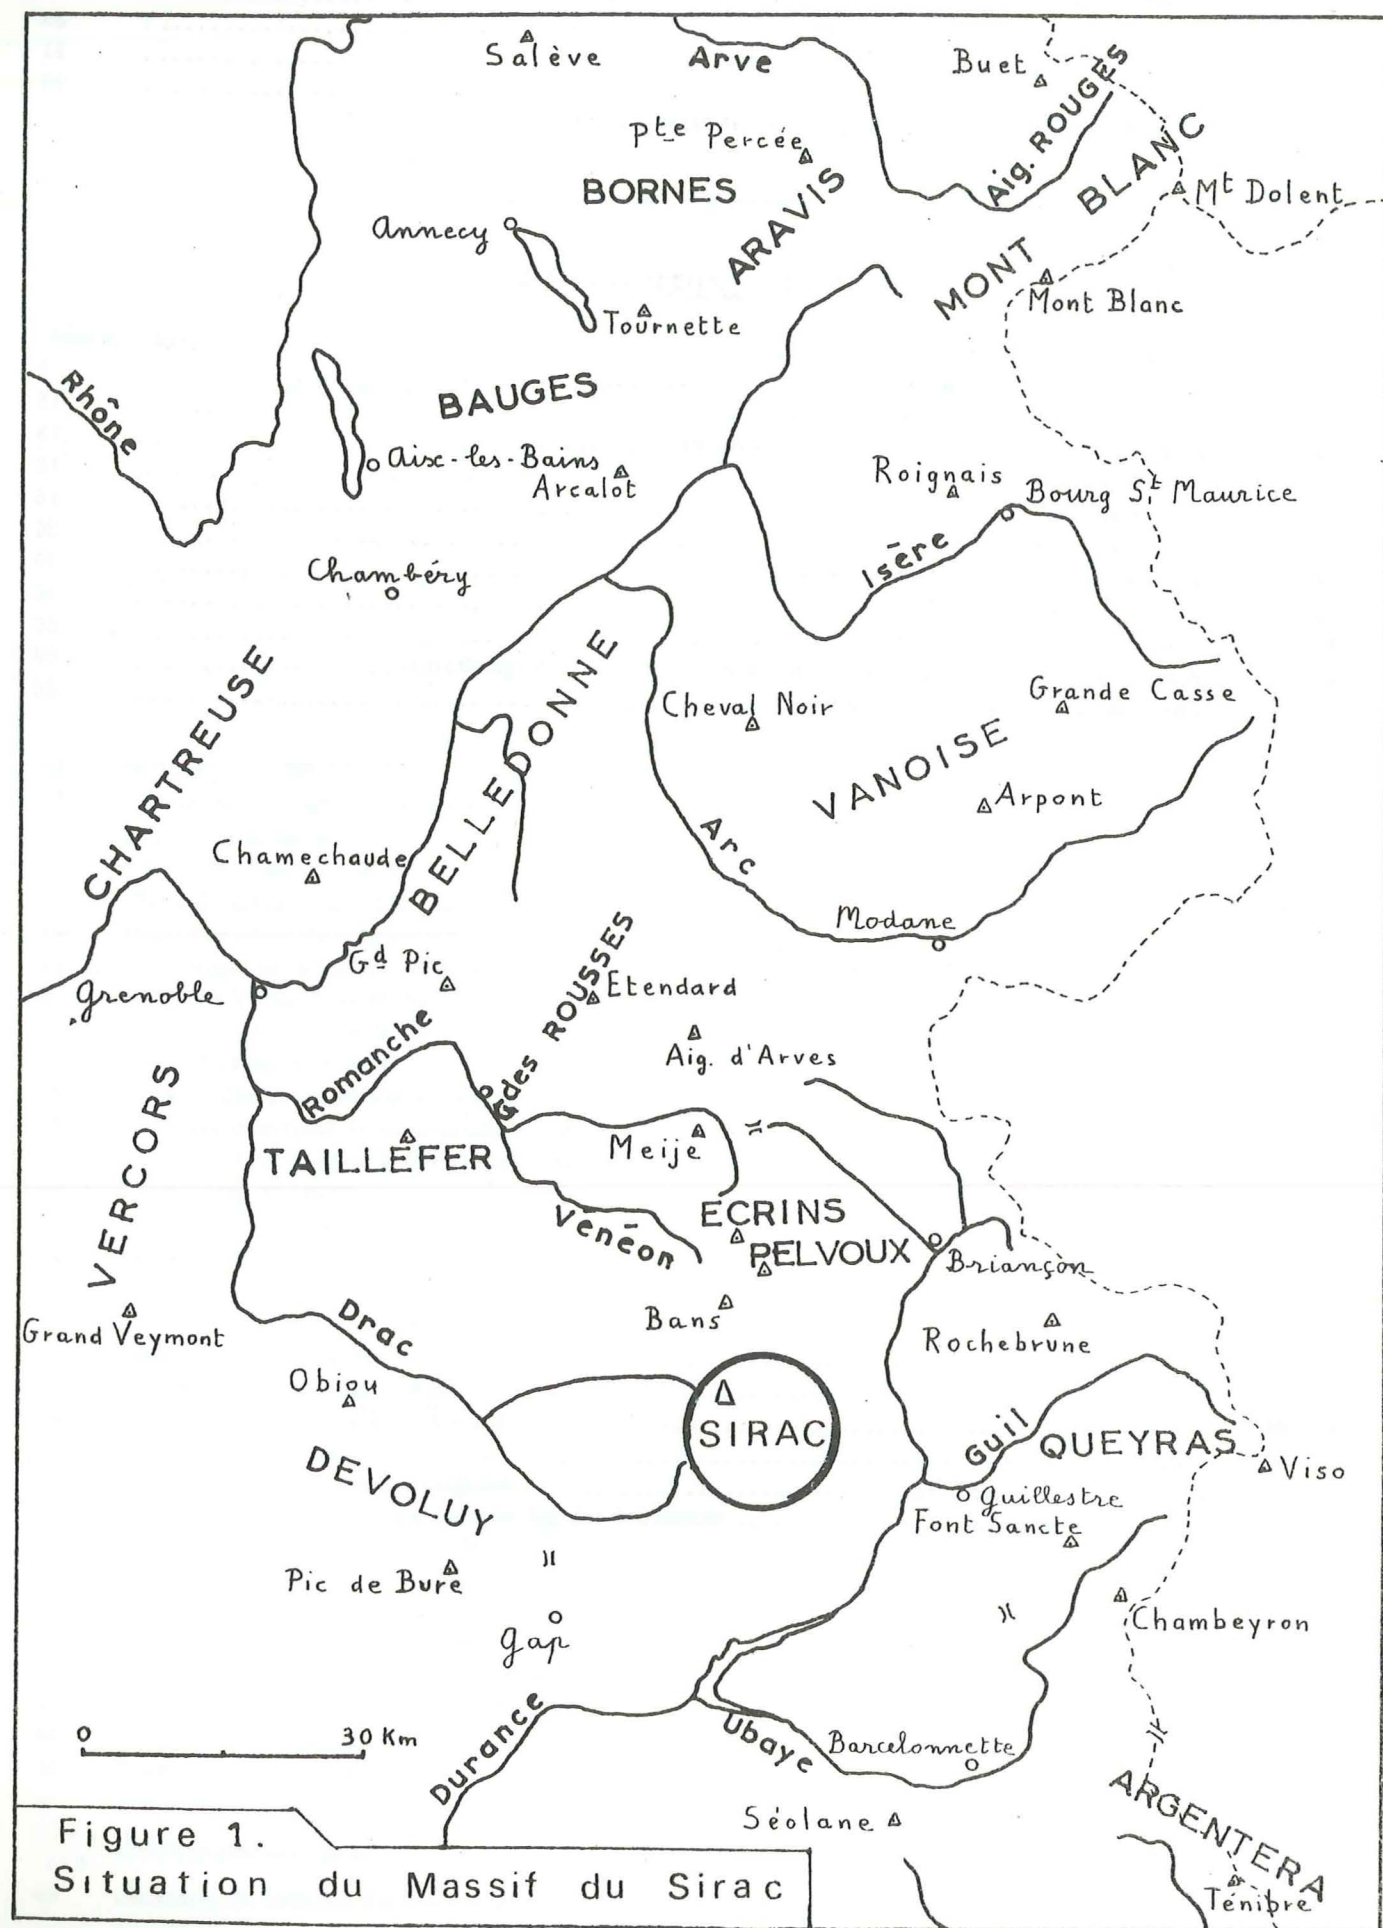 Salève
Arve
Buet
Aig. ROUGES
Pte Percée
BORNES
ARAVIS
MONT BLANC
Mt Dolent
Annecy
Tournette
Mont Blanc
Rhône
BAUGES
Aix-les-Bains
Arcalot
Roignais
Bourg St Maurice
Isère
Chambéry
CHARTREUSE
BELLEDONNE
Cheval Noir
Grande Casse
VANOISE
Arpont
Chamechaude
Arc
Modane
Gd Pic
Grenoble
Gdes ROUSSES
Etendard
Romanche
Aig. d'Arves
VERCORS
TAILLEFER
Meije
Vénéon
ECRINS
PELVOUX
Briançon
Grand Veymont
Drac
Bans
Rochebrune
Obiou
SIRAC
Guil
QUEYRAS
Viso
DEVOLUY
Guillestre
Font Sancte
Pic de Bure
Chambeyron
Gap
Durance
Ubaye
Barcelonnette
0 30 Km
ARGENTERA
Séolane
Ténibre
Figure 1.
Situation du Massif du Sirac